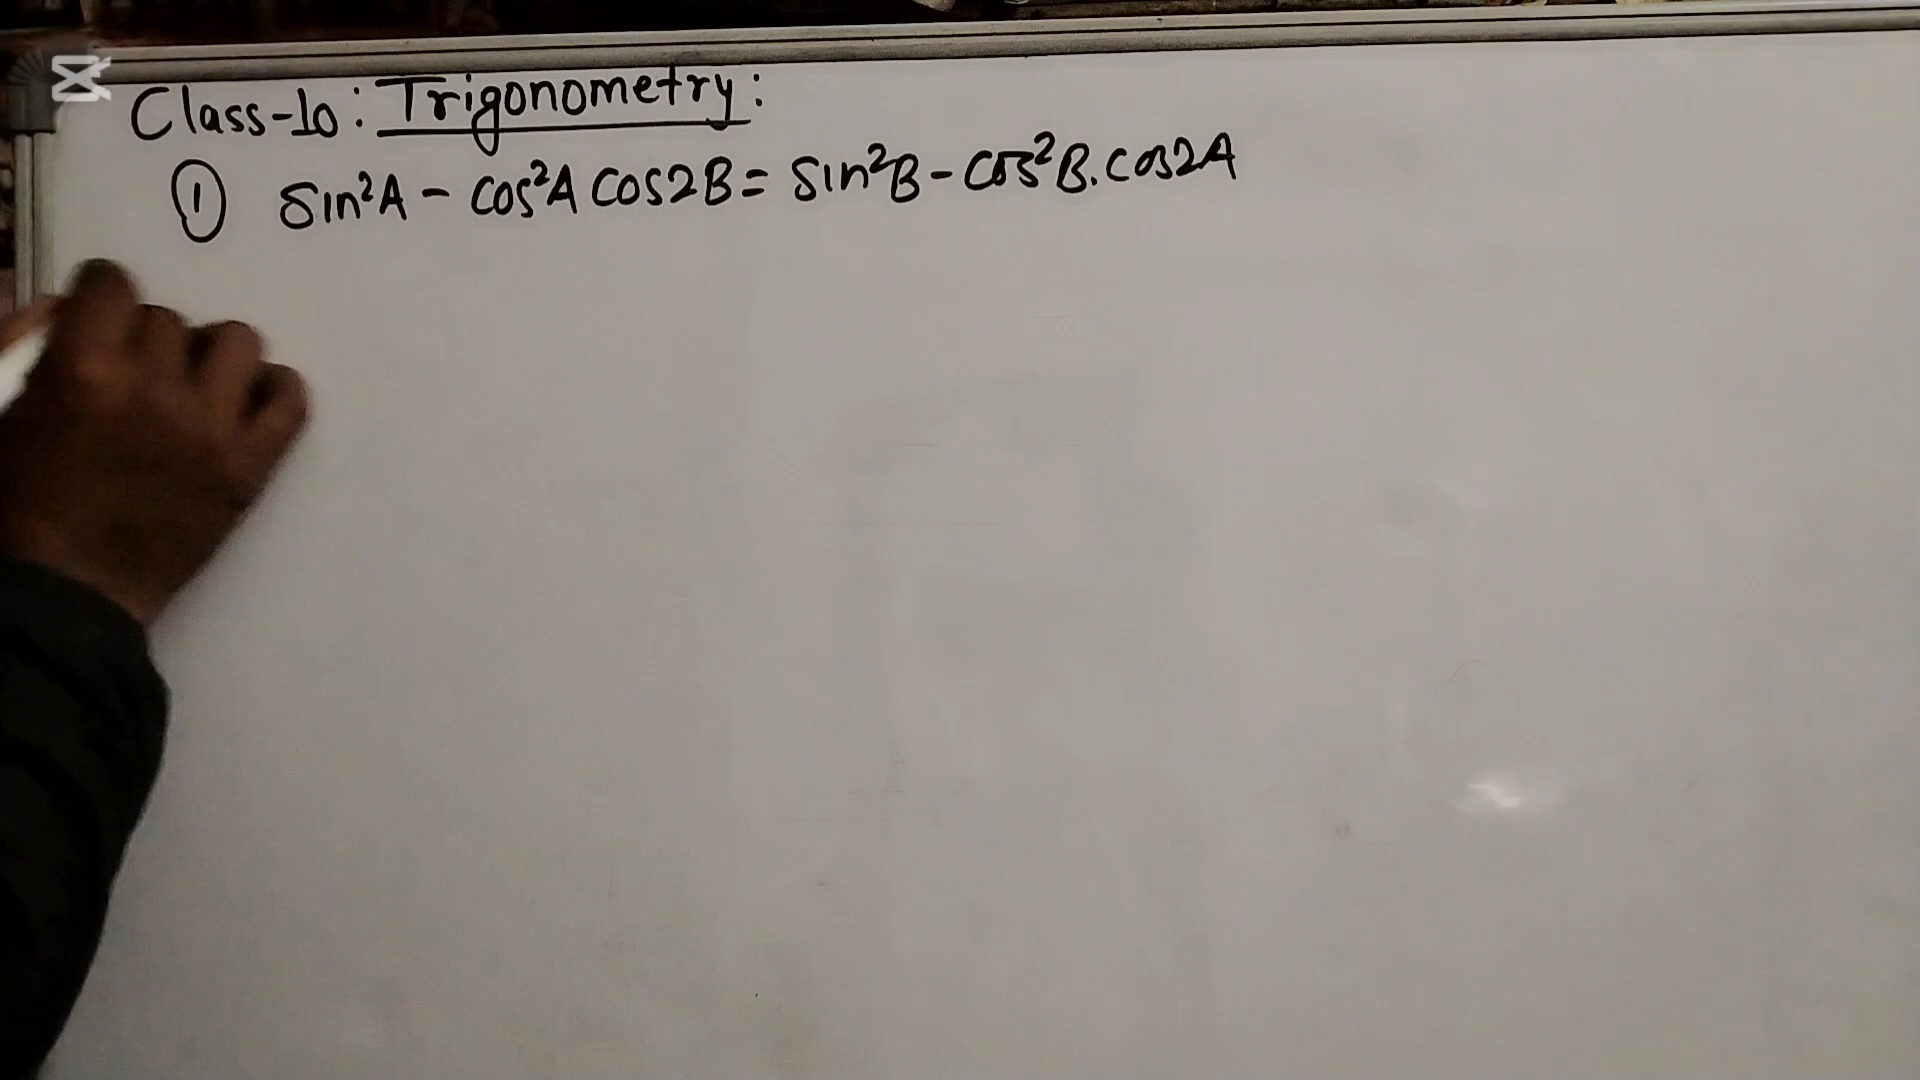 Class-10: Trigonometry:
① Sin²A - Cos²A Cos2B = Sin²B - Cos²B. Cos2A